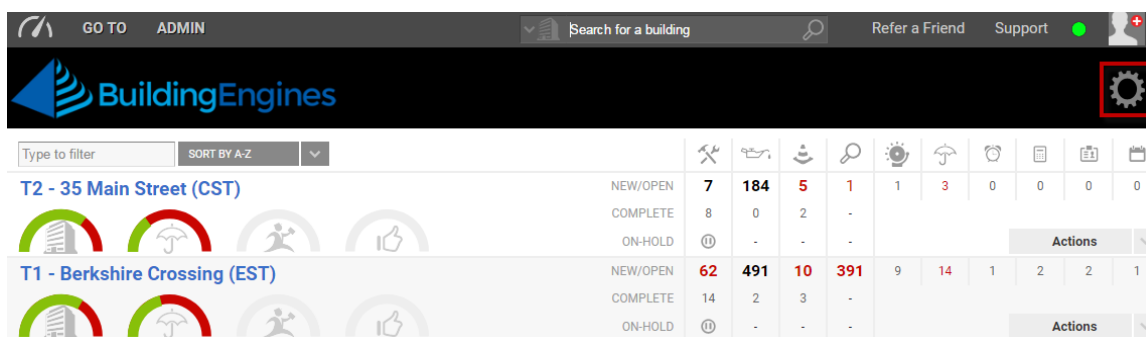 GO TO ADMIN Search for a building Refer a Friend Support
BuildingEngines
Type to filter SORT BY A-Z
T2 - 35 Main Street (CST) NEW/OPEN 7 184 5 1 1 3 0 0 0 0
COMPLETE 8 0 2 -
ON-HOLD - - - Actions
T1 - Berkshire Crossing (EST) NEW/OPEN 62 491 10 391 9 14 1 2 2 1
COMPLETE 14 2 3 -
ON-HOLD - - - Actions